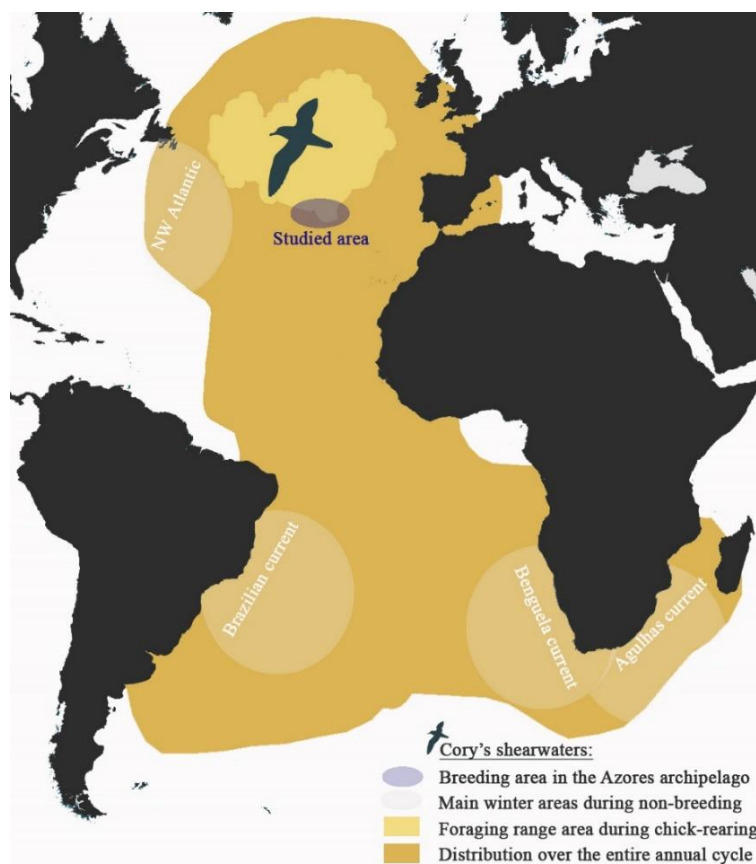 NW Atlantic
Studied area
Brazilian current
Benguela current
Agulhas current
Cory's shearwaters:
Breeding area in the Azores archipelago
Main winter areas during non-breeding
Foraging range area during chick-rearing
Distribution over the entire annual cycle